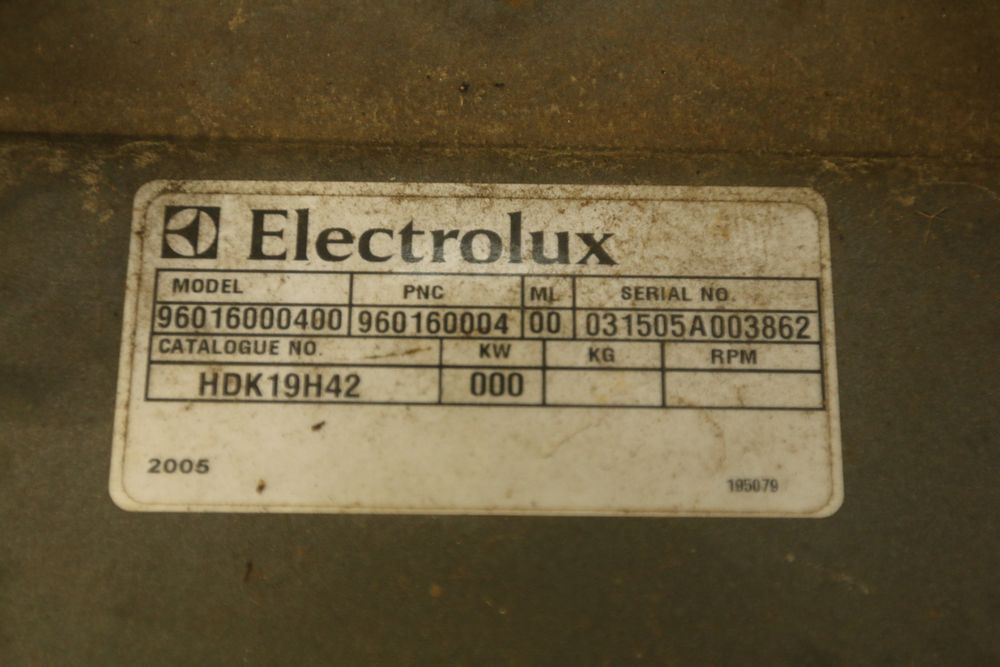 Electrolux
MODEL PNC ML SERIAL NO.
96016000400 960160004 00 031505A003862
CATALOGUE NO. KW KG RPM
HDK19H42 000
2005 195079